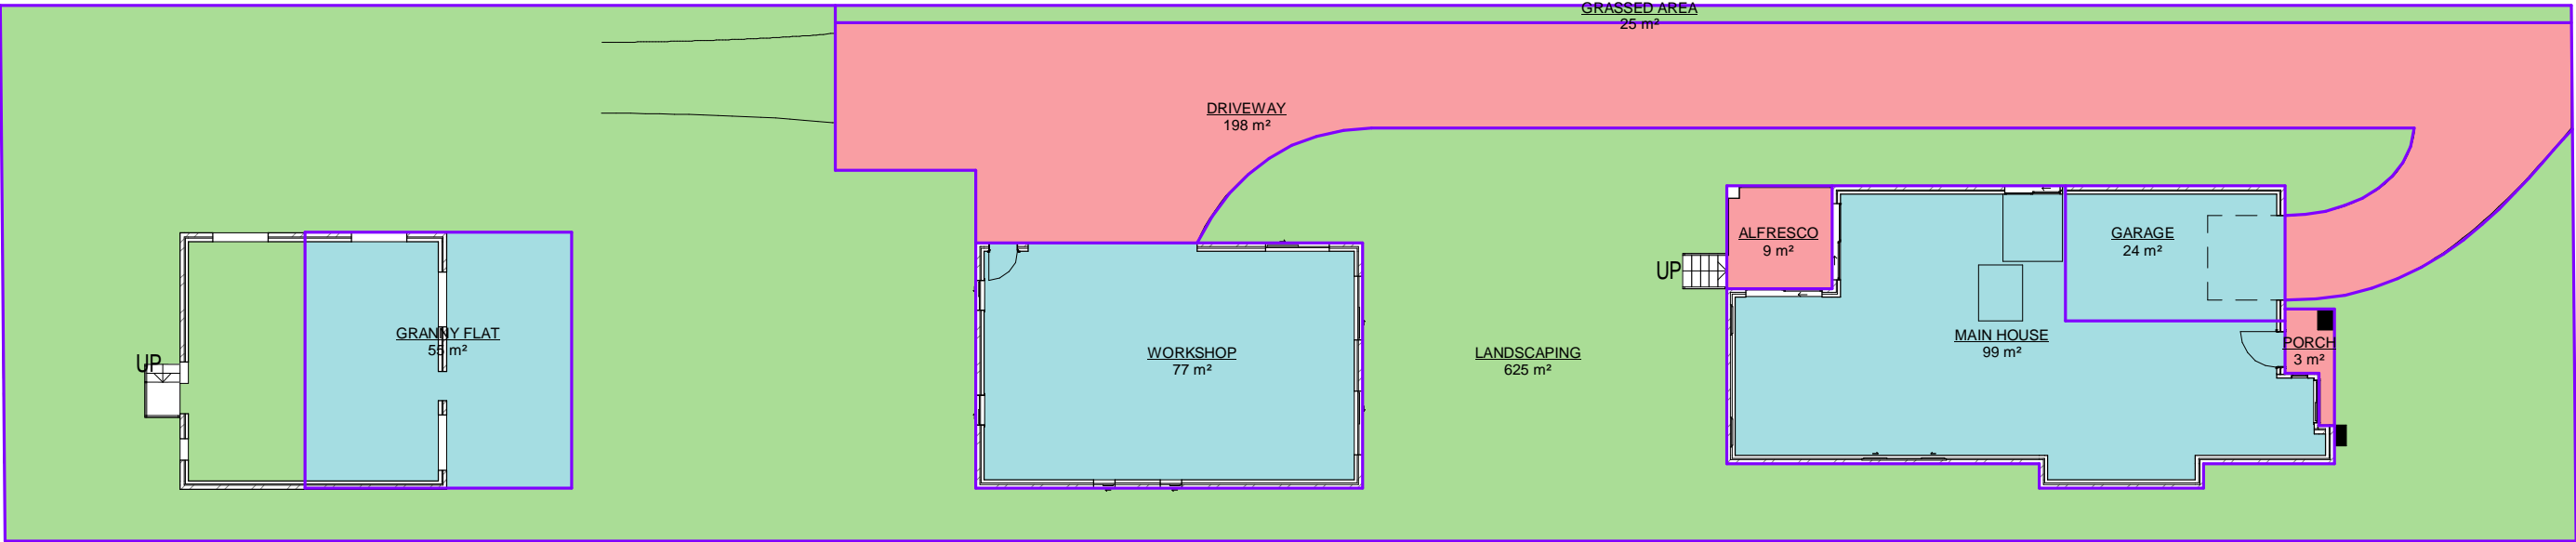 GRASSED AREA
25 m²
DRIVEWAY
198 m²
ALFRESCO
9 m²
GARAGE
24 m²
UP
GRANNY FLAT
55 m²
UP
WORKSHOP
77 m²
LANDSCAPING
625 m²
MAIN HOUSE
99 m²
PORCH
3 m²